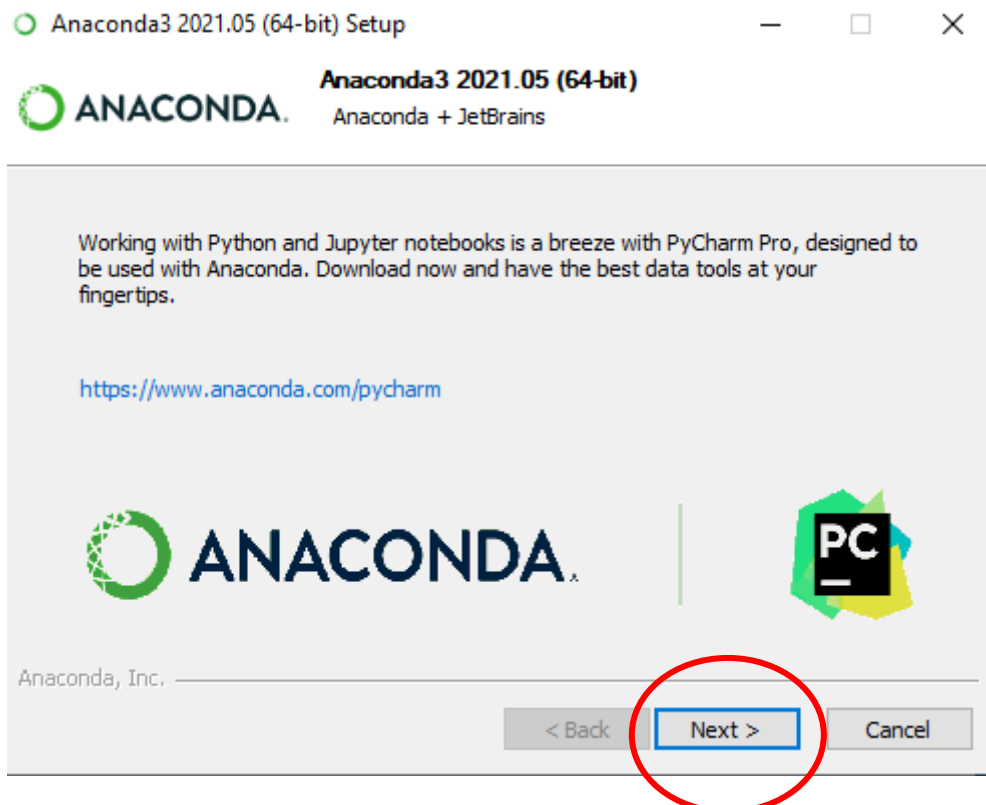 Anaconda3 2021.05 (64-bit) Setup
ANACONDA.
Anaconda3 2021.05 (64-bit)
Anaconda + JetBrains
Working with Python and Jupyter notebooks is a breeze with PyCharm Pro, designed to
be used with Anaconda. Download now and have the best data tools at your
fingertips.
https://www.anaconda.com/pycharm
ANACONDA.
PC
Anaconda, Inc.
< Back Next > Cancel